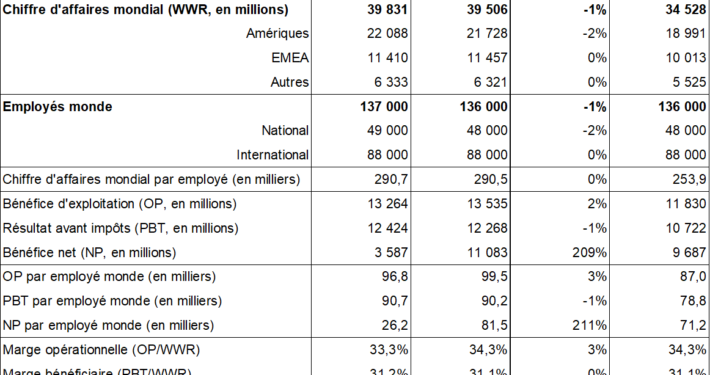 Chiffre d'affaires mondial (WWR, en millions) 39 831 39 506 -1% 34 528
Amériques 22 088 21 728 -2% 18 991
EMEA 11 410 11 457 0% 10 013
Autres 6 333 6 321 0% 5 525
Employés monde 137 000 136 000 -1% 136 000
National 49 000 48 000 -2% 48 000
International 88 000 88 000 0% 88 000
Chiffre d'affaires mondial par employé (en milliers) 290,7 290,5 0% 253,9
Bénéfice d'exploitation (OP, en millions) 13 264 13 535 2% 11 830
Résultat avant impôts (PBT, en millions) 12 424 12 268 -1% 10 722
Bénéfice net (NP, en millions) 3 587 11 083 209% 9 687
OP par employé monde (en milliers) 96,8 99,5 3% 87,0
PBT par employé monde (en milliers) 90,7 90,2 -1% 78,8
NP par employé monde (en milliers) 26,2 81,5 211% 71,2
Marge opérationnelle (OP/WWR) 33,3% 34,3% 3% 34,3%
Marge bénéficiaire (PBT/WWR) 31,2% 31,1% 0% 31,1%